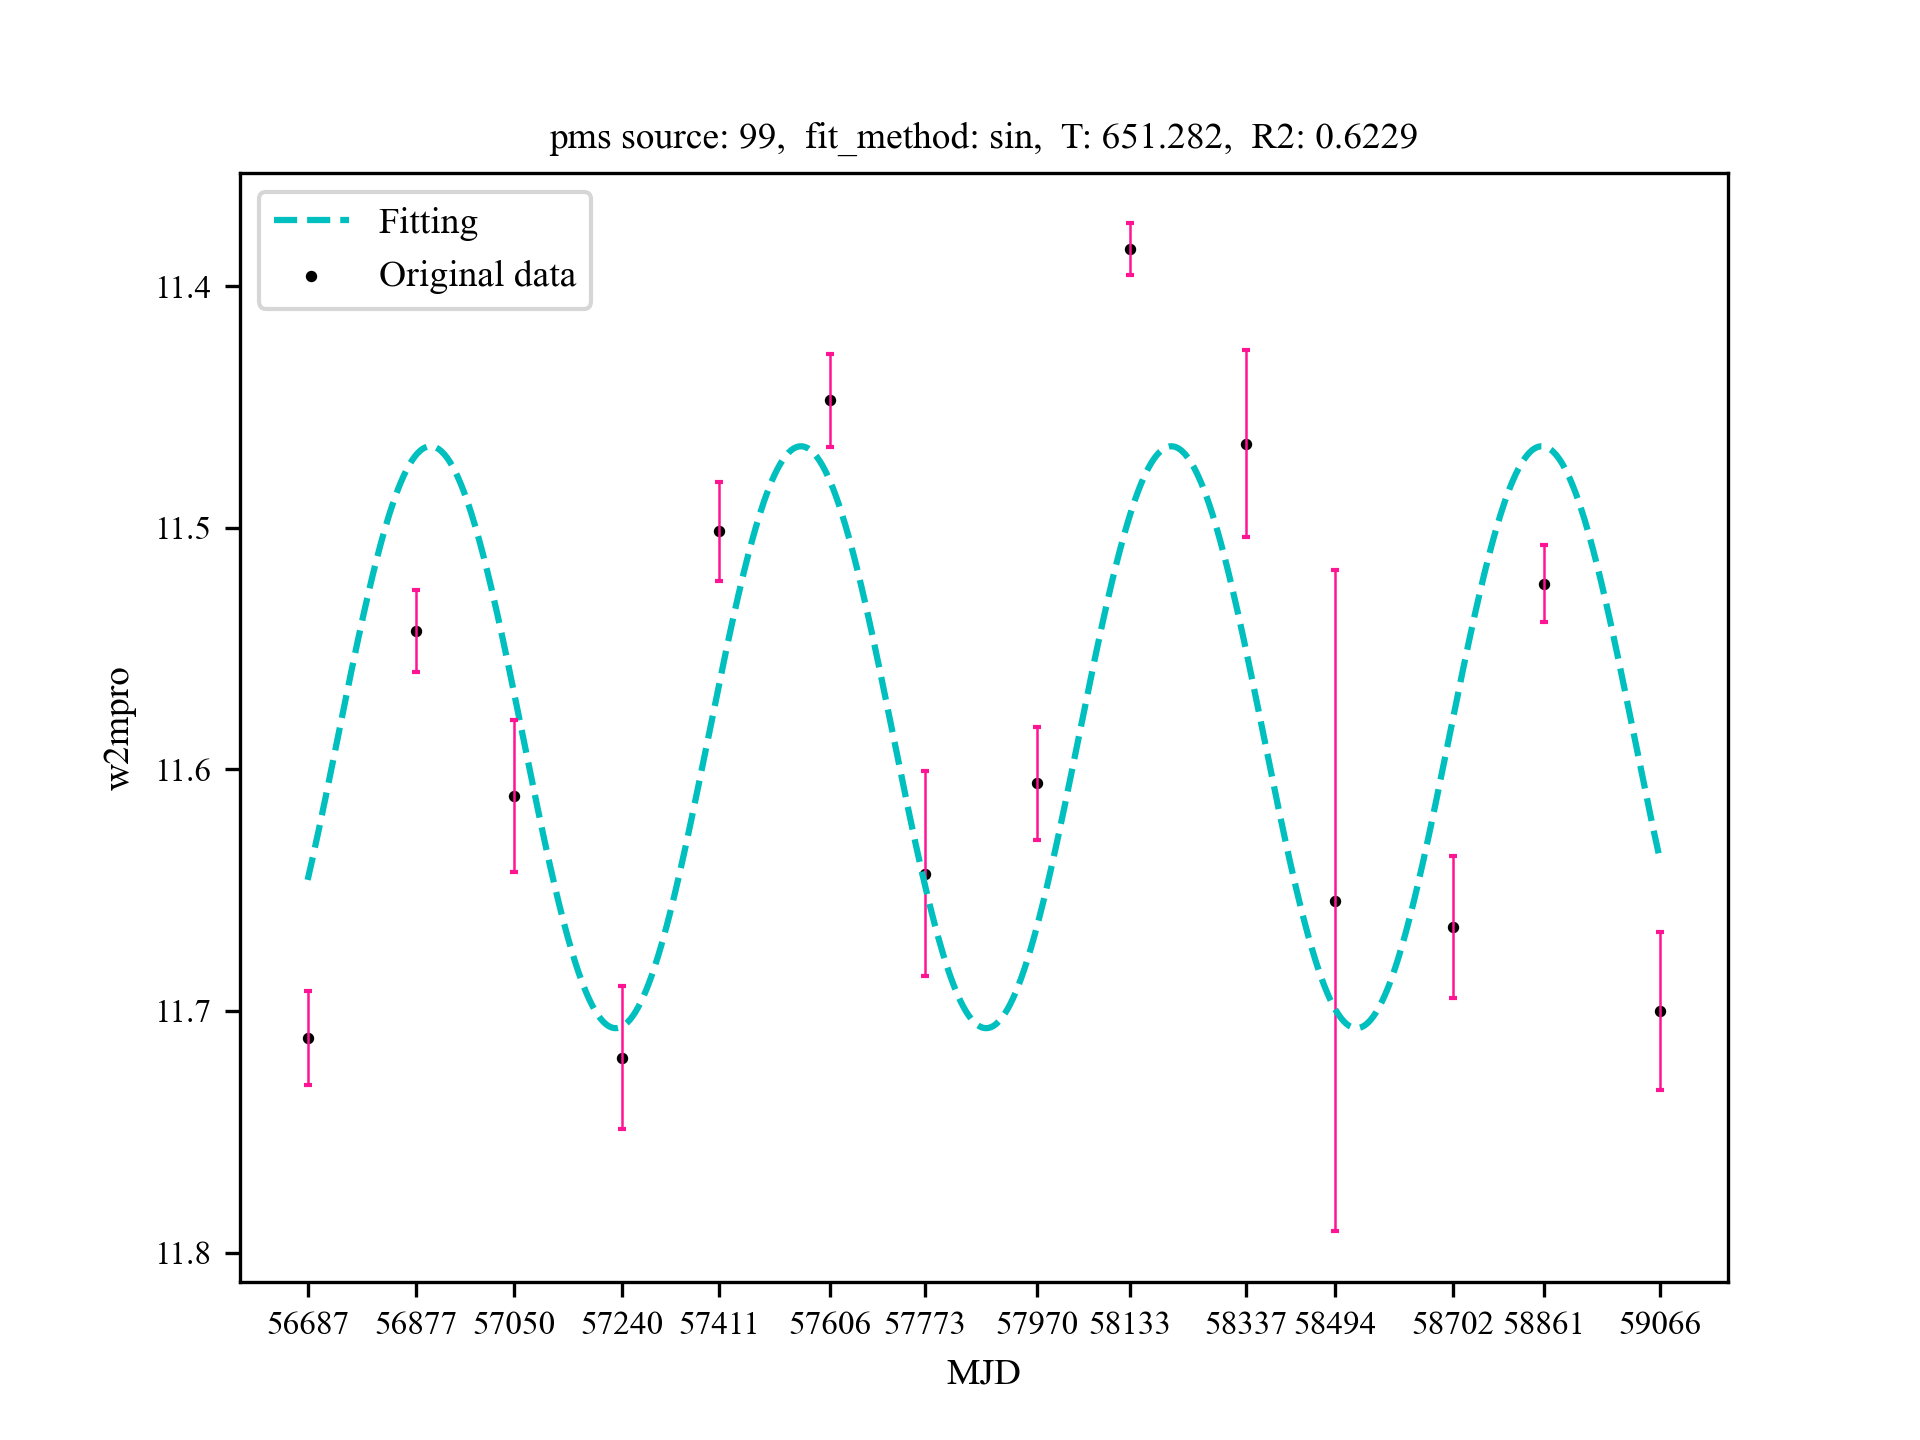 pms source: 99,  fit_method: sin,  T: 651.282,  R2: 0.6229
Fitting
Original data
11.4
11.5
11.6
11.7
11.8
w2mpro
56687 56877 57050 57240 57411 57606 57773 57970 58133 58337 58494 58702 58861 59066
MJD